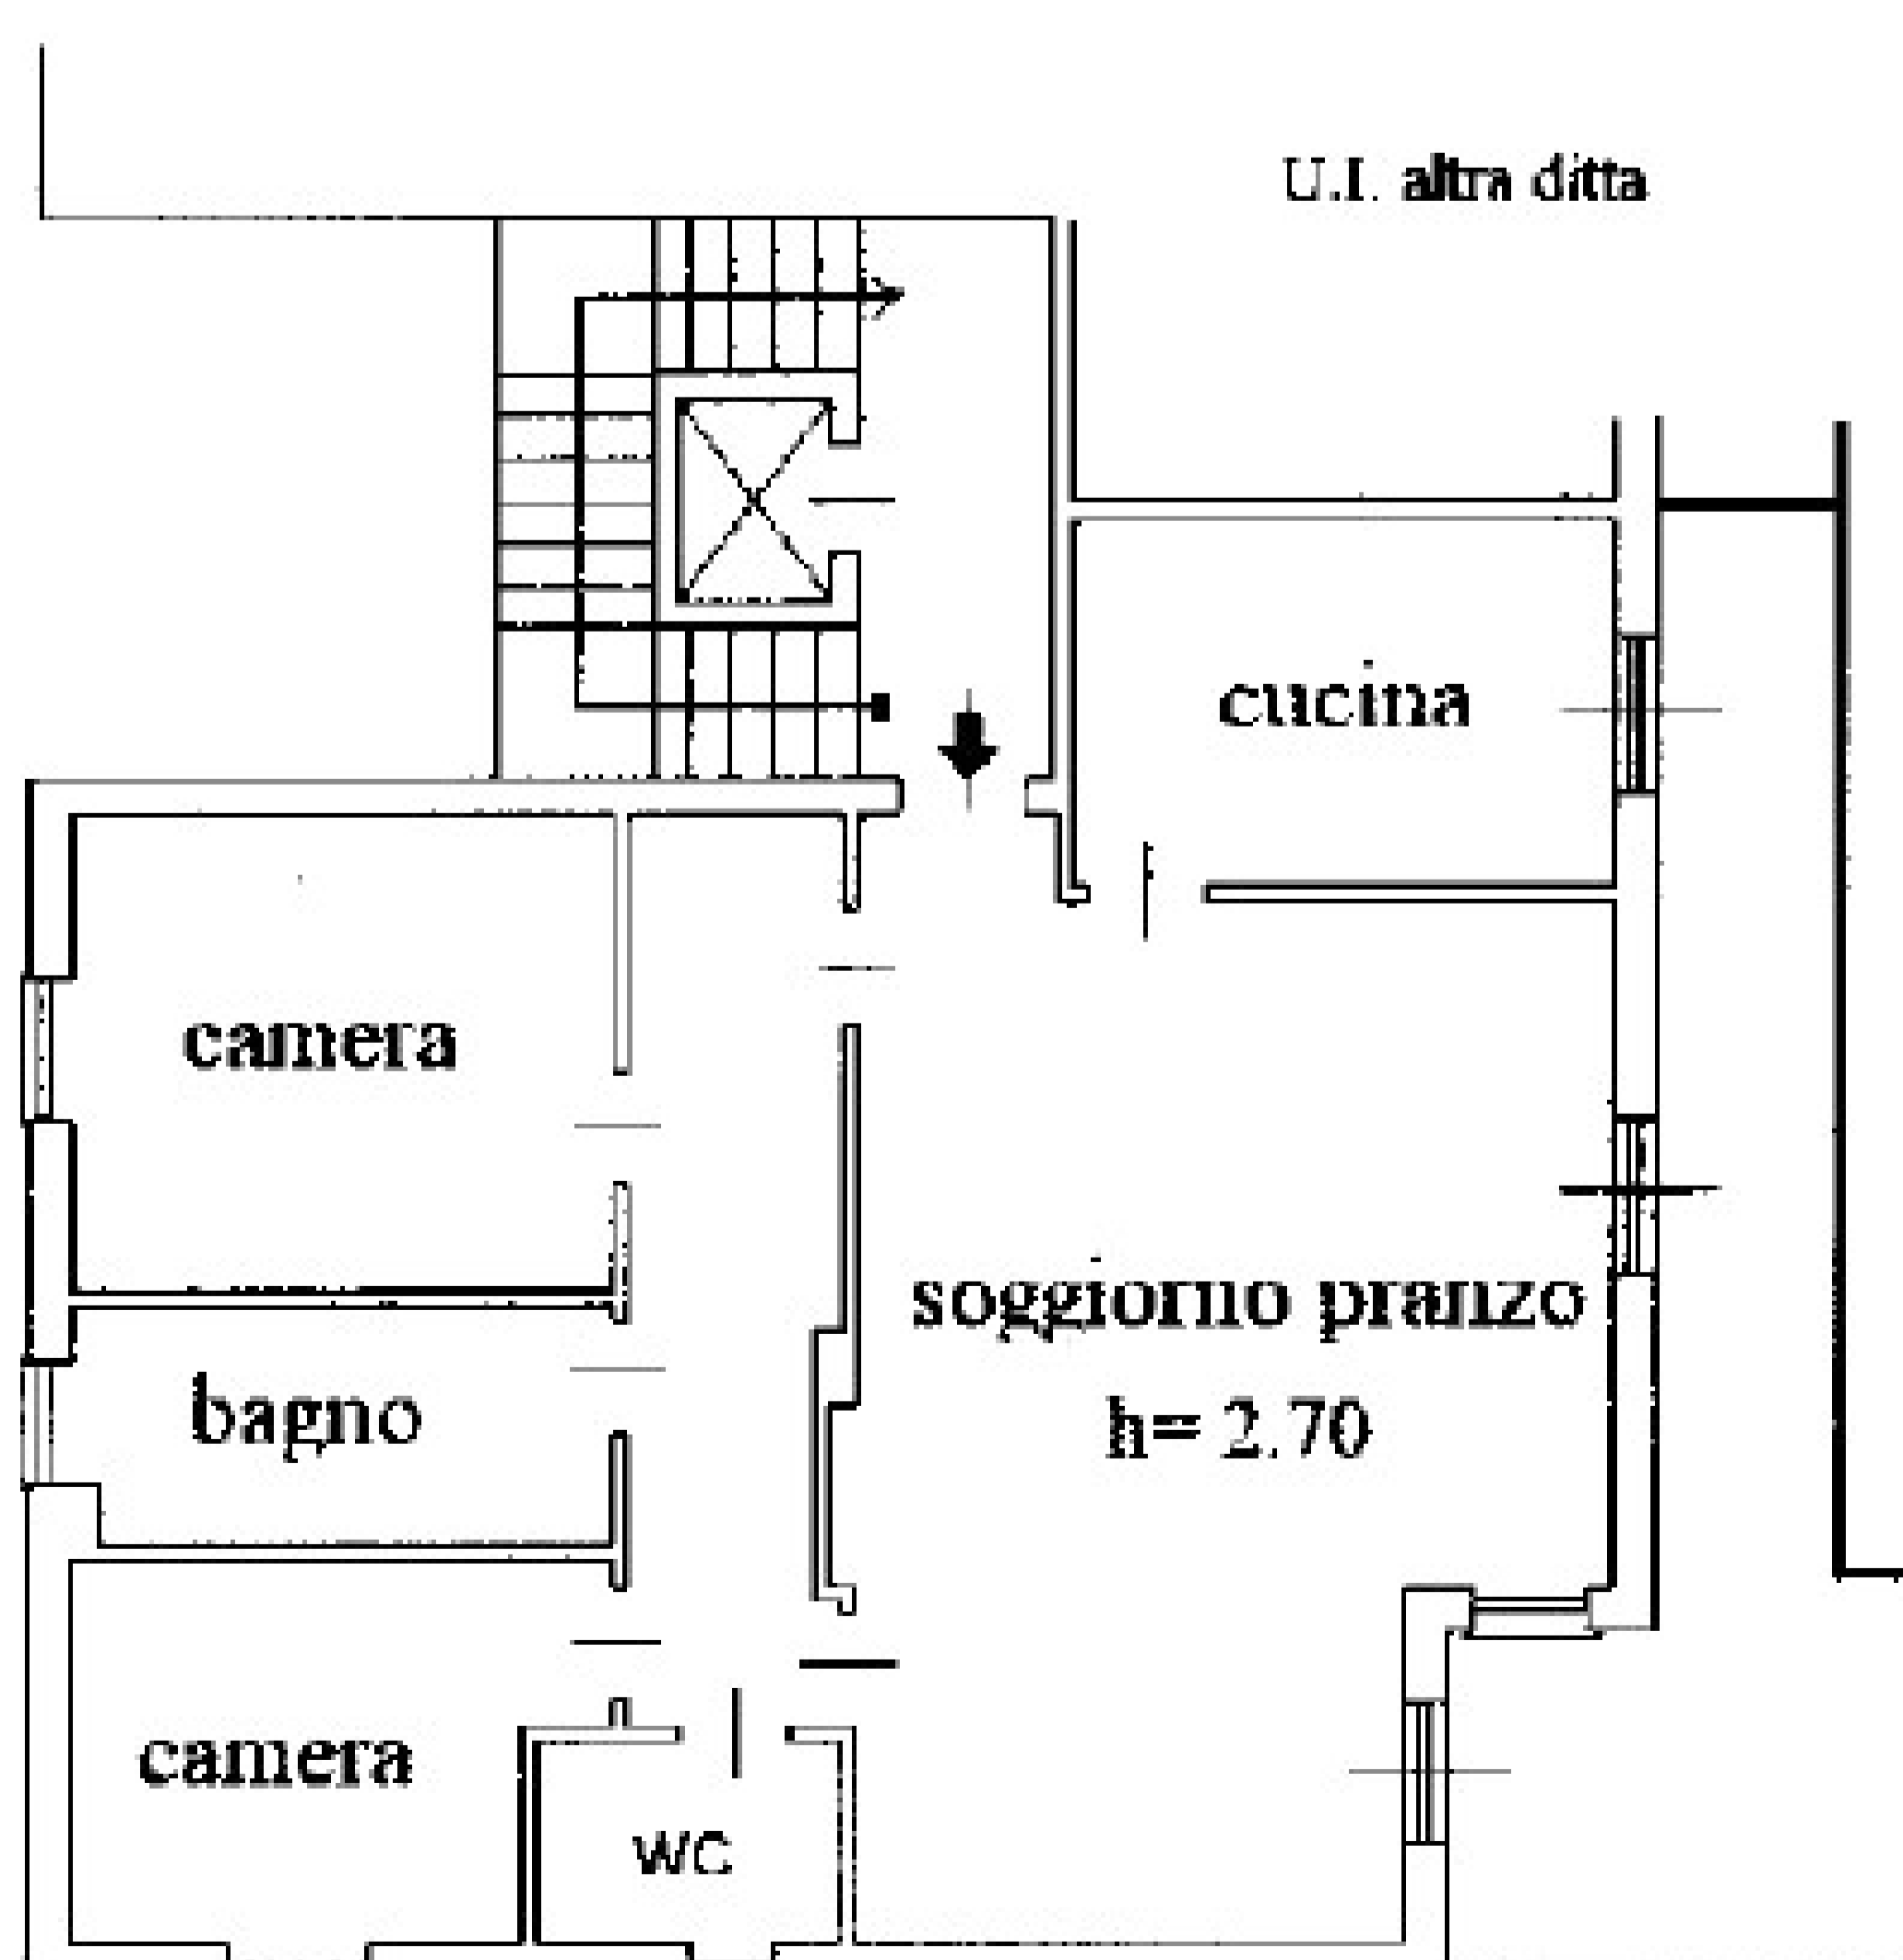 U.I. altra ditta
cucina
camera
soggiorno pranzo
h= 2.70
bagno
camera
WC